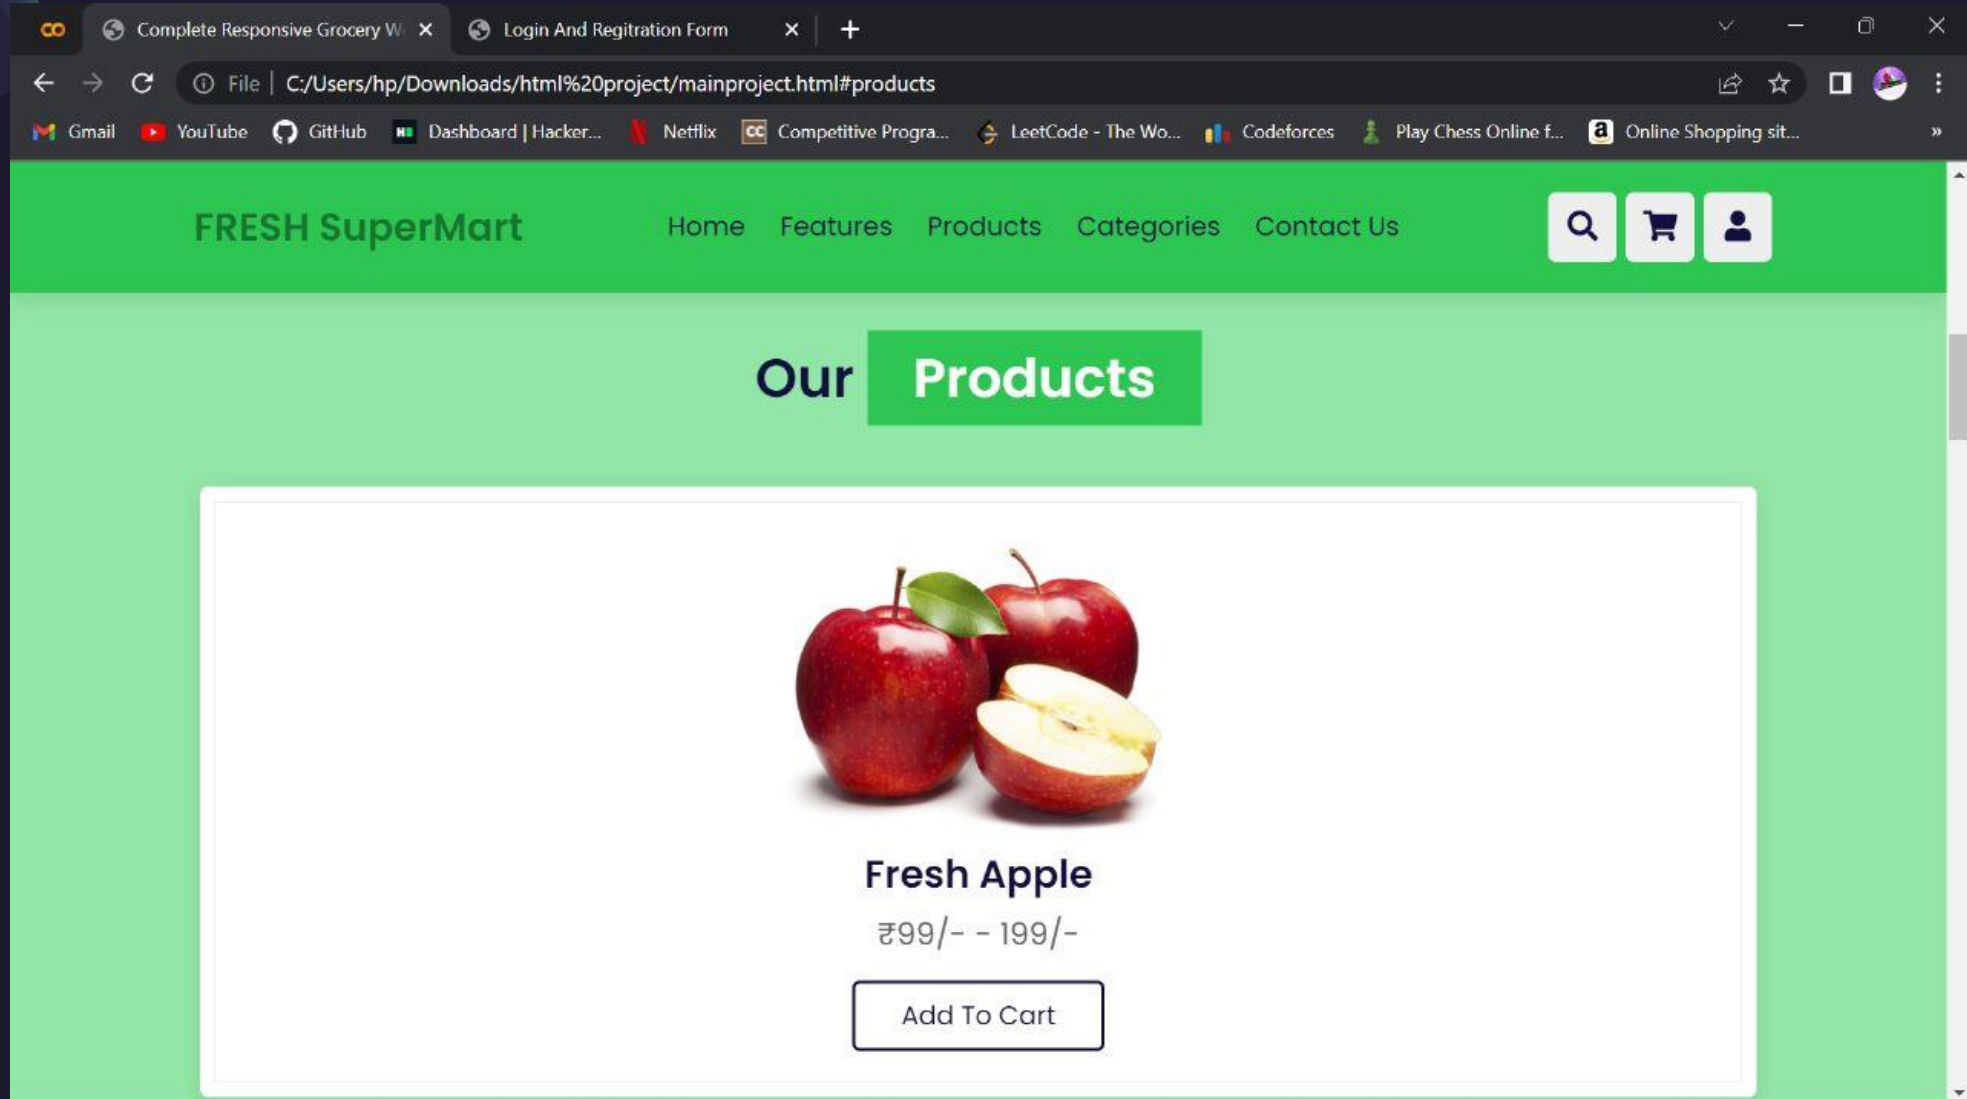 Complete Responsive Grocery W
Login And Regitration Form
File | C:/Users/hp/Downloads/html%20project/mainproject.html#products
Gmail YouTube GitHub Dashboard | Hacker... Netflix Competitive Progra... LeetCode - The Wo... Codeforces Play Chess Online f... Online Shopping sit... »
FRESH SuperMart Home Features Products Categories Contact Us
Our Products
Fresh Apple
₹99/- - 199/-
Add To Cart